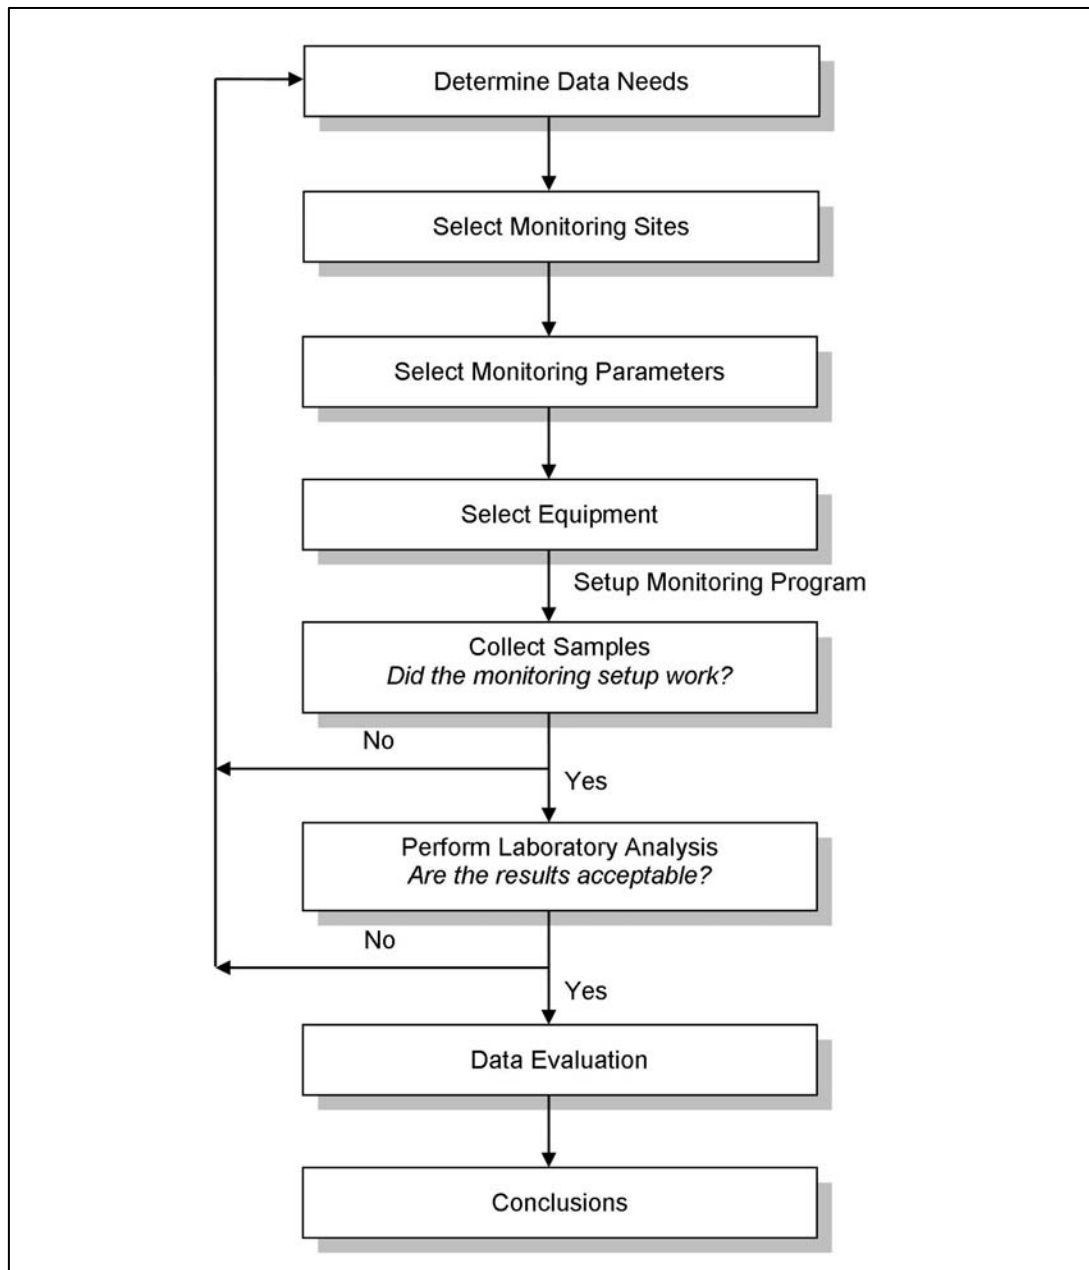 Determine Data Needs
Select Monitoring Sites
Select Monitoring Parameters
Select Equipment
Setup Monitoring Program
Collect Samples
Did the monitoring setup work?
No
Yes
Perform Laboratory Analysis
Are the results acceptable?
No
Yes
Data Evaluation
Conclusions